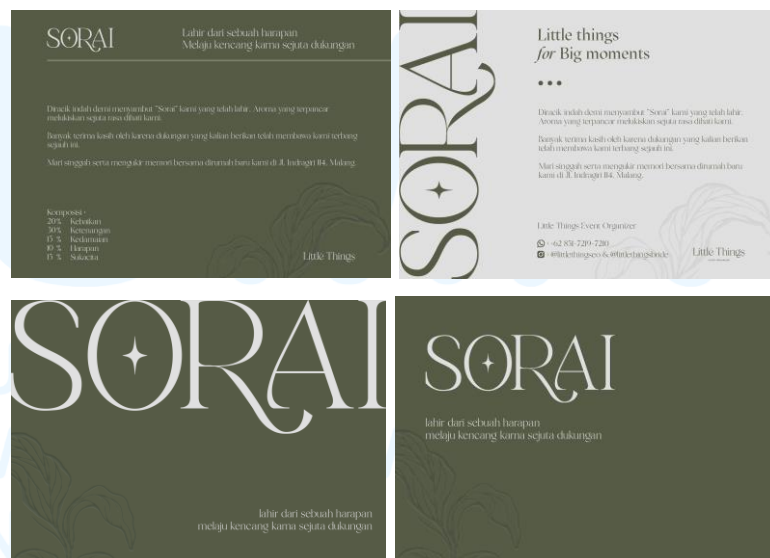 SORAI
Lahir dari sebuah harapan
Melaju kencang karna sejuta dukungan
Diracik indah demi menyambut "Sorai" kami yang telah lahir. Aroma yang terpancar
melukiskan sejuta rasa dihati kami.
Banyak terima kasih oleh karena dukungan yang kalian berikan telah membawa kami terbang
sejauh ini.
Mari singgah serta mengukir memori bersama dirumah baru kami di Jl. Indragiri 114, Malang.
Komposisi :
20% Kebaikan
30% Ketenangan
15 % Kedamaian
10 % Harapan
15 % Sukacita
Little Things
SORAI
Little things
for Big moments
Diracik indah demi menyambut "Sorai" kami yang telah lahir.
Aroma yang terpancar melukiskan sejuta rasa dihati kami.
Banyak terima kasih oleh karena dukungan yang kalian berikan
telah membawa kami terbang sejauh ini.
Mari singgah serta mengukir memori bersama dirumah baru
kami di Jl. Indragiri 114, Malang.
Little Things Event Organizer
: +62 851-7219-7210
: @littlethingseo & @littlethingsbride
Little Things
SORAI
lahir dari sebuah harapan
melaju kencang karna sejuta dukungan
SORAI
lahir dari sebuah harapan
melaju kencang karna sejuta dukungan